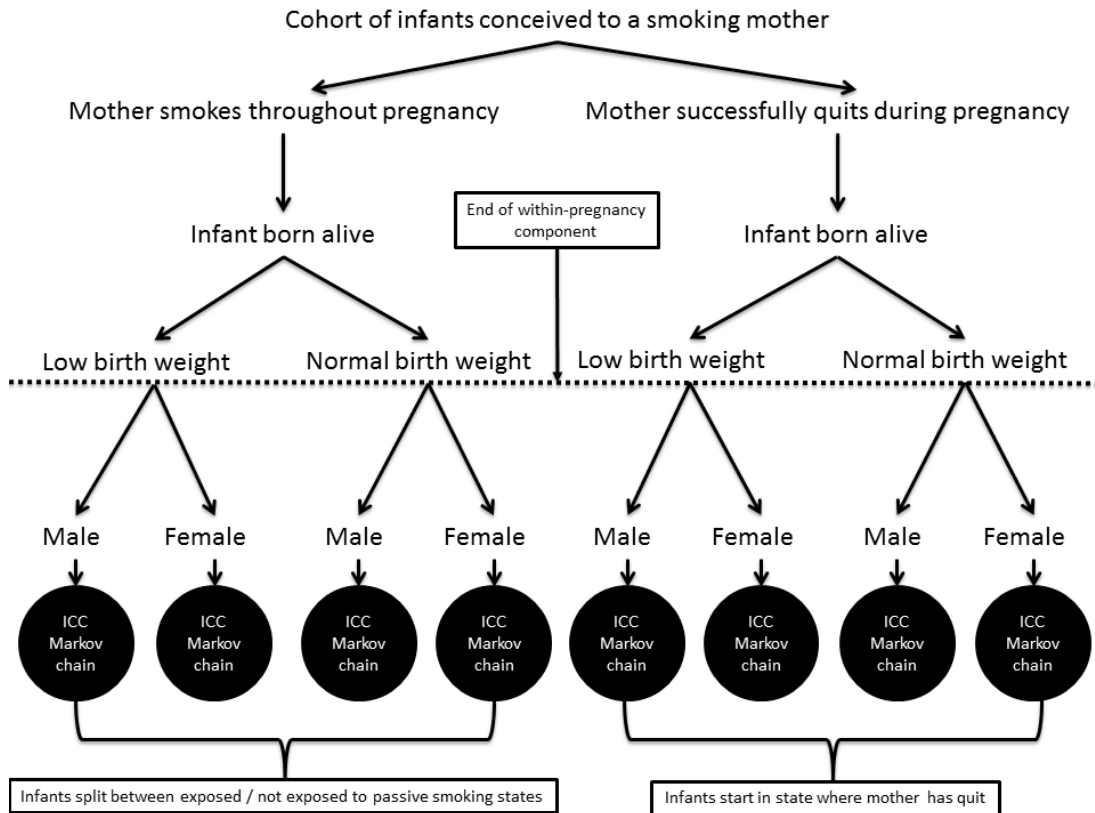 Cohort of infants conceived to a smoking mother
Mother smokes throughout pregnancy
Mother successfully quits during pregnancy
End of within-pregnancy
component
Infant born alive
Infant born alive
Low birth weight
Normal birth weight
Low birth weight
Normal birth weight
Male
Female
Male
Female
Male
Female
Male
Female
ICC
Markov
chain
ICC
Markov
chain
ICC
Markov
chain
ICC
Markov
chain
ICC
Markov
chain
ICC
Markov
chain
ICC
Markov
chain
ICC
Markov
chain
Infants split between exposed / not exposed to passive smoking states
Infants start in state where mother has quit